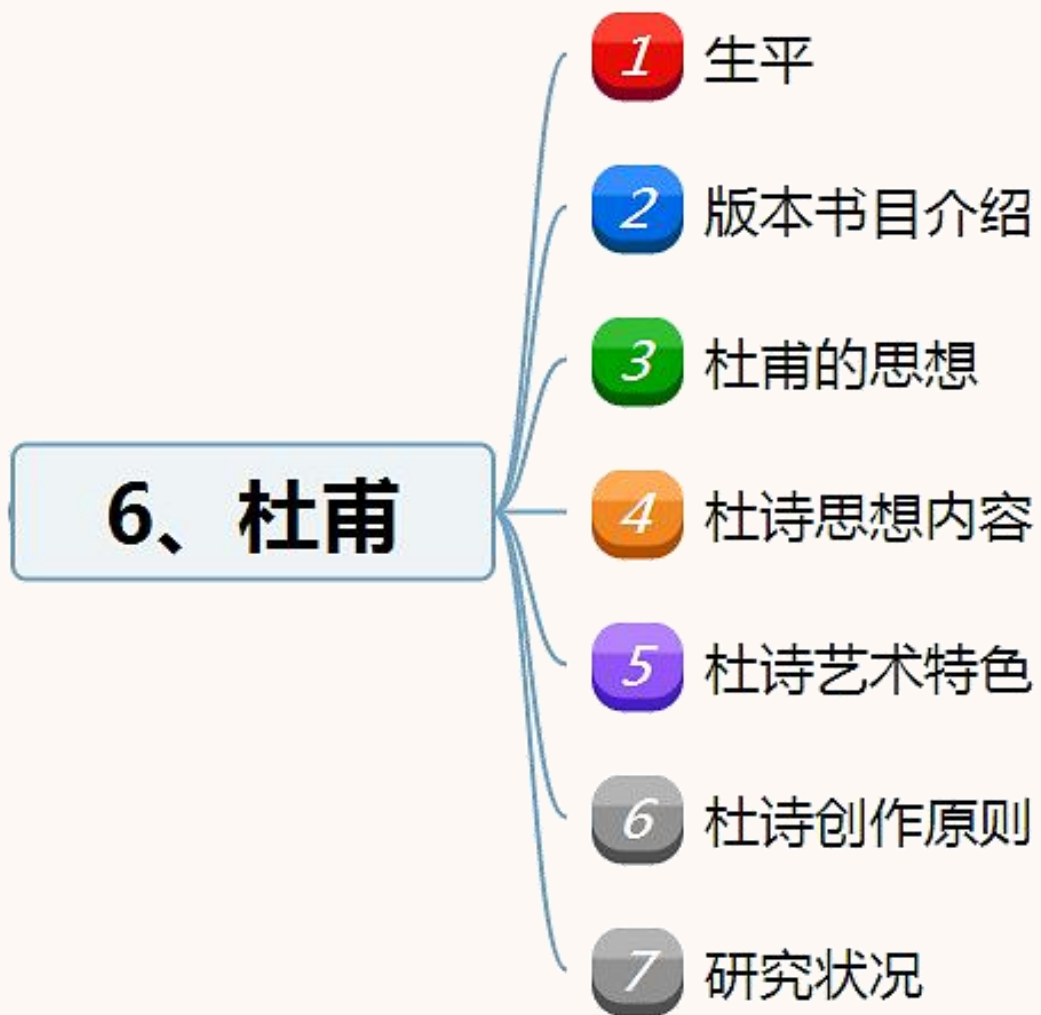 1 生平
2 版本书目介绍
3 杜甫的思想
6、杜甫
4 杜诗思想内容
5 杜诗艺术特色
6 杜诗创作原则
7 研究状况